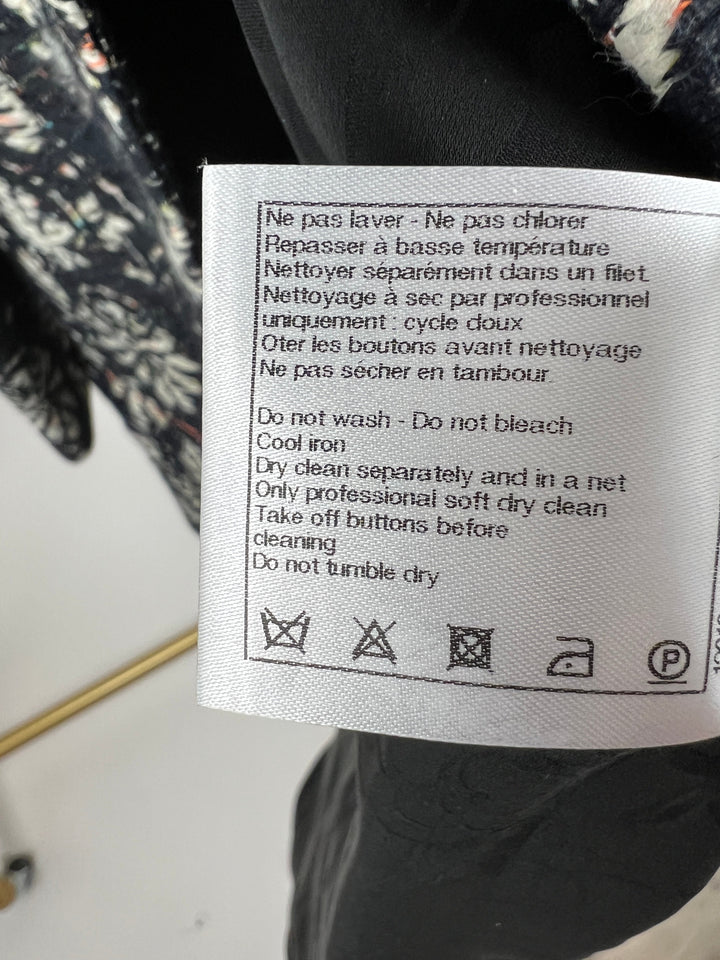 Ne pas laver - Ne pas chlorer
Repasser à basse température
Nettoyer séparément dans un filet
Nettoyage à sec par professionnel
uniquement : cycle doux
Oter les boutons avant nettoyage
Ne pas sécher en tambour.
Do not wash - Do not bleach
Cool iron
Dry clean separately and in a net
Only professional soft dry clean
Take off buttons before
cleaning
Do not tumble dry
P